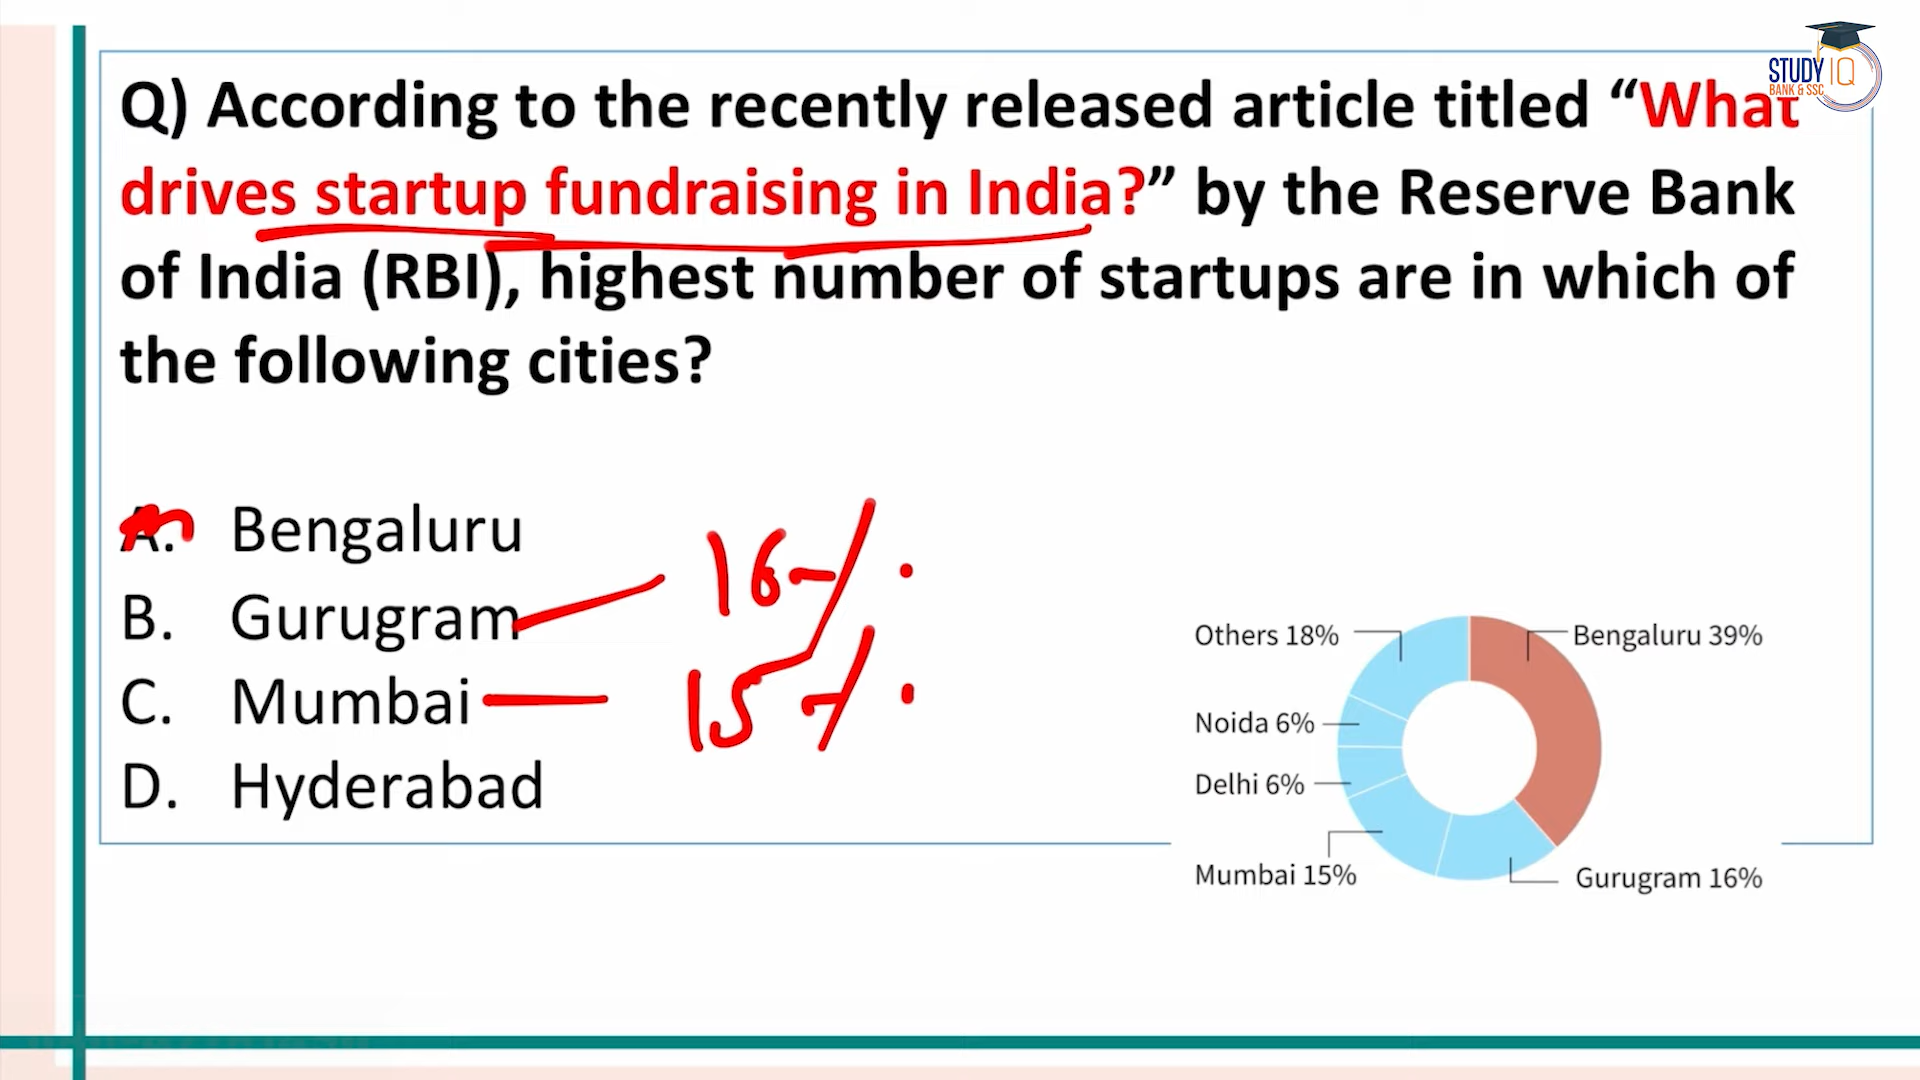 STUDY IQ
BANK & SSC
Q) According to the recently released article titled “What
drives startup fundraising in India?” by the Reserve Bank
of India (RBI), highest number of startups are in which of
the following cities?
A. Bengaluru
B. Gurugram
C. Mumbai
D. Hyderabad
16%
15%
Others 18%
Bengaluru 39%
Noida 6%
Delhi 6%
Mumbai 15%
Gurugram 16%